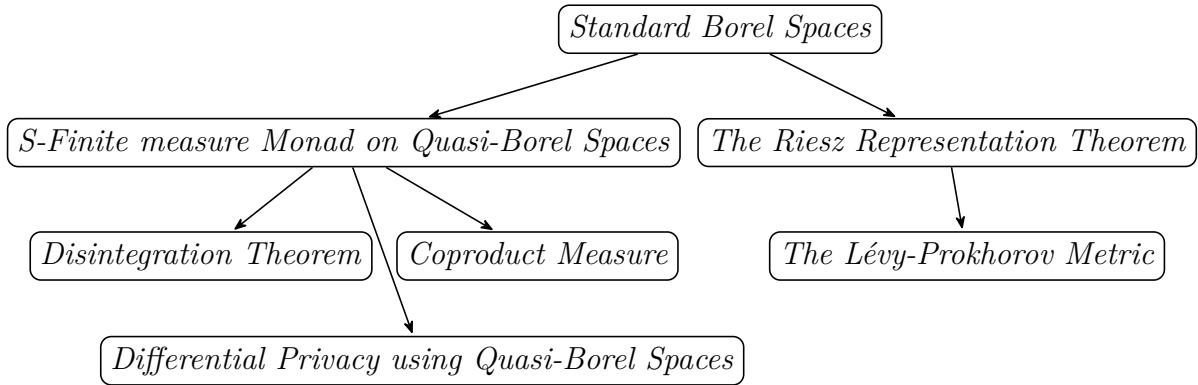 Standard Borel Spaces
S-Finite measure Monad on Quasi-Borel Spaces
The Riesz Representation Theorem
Disintegration Theorem
Coproduct Measure
The Lévy-Prokhorov Metric
Differential Privacy using Quasi-Borel Spaces